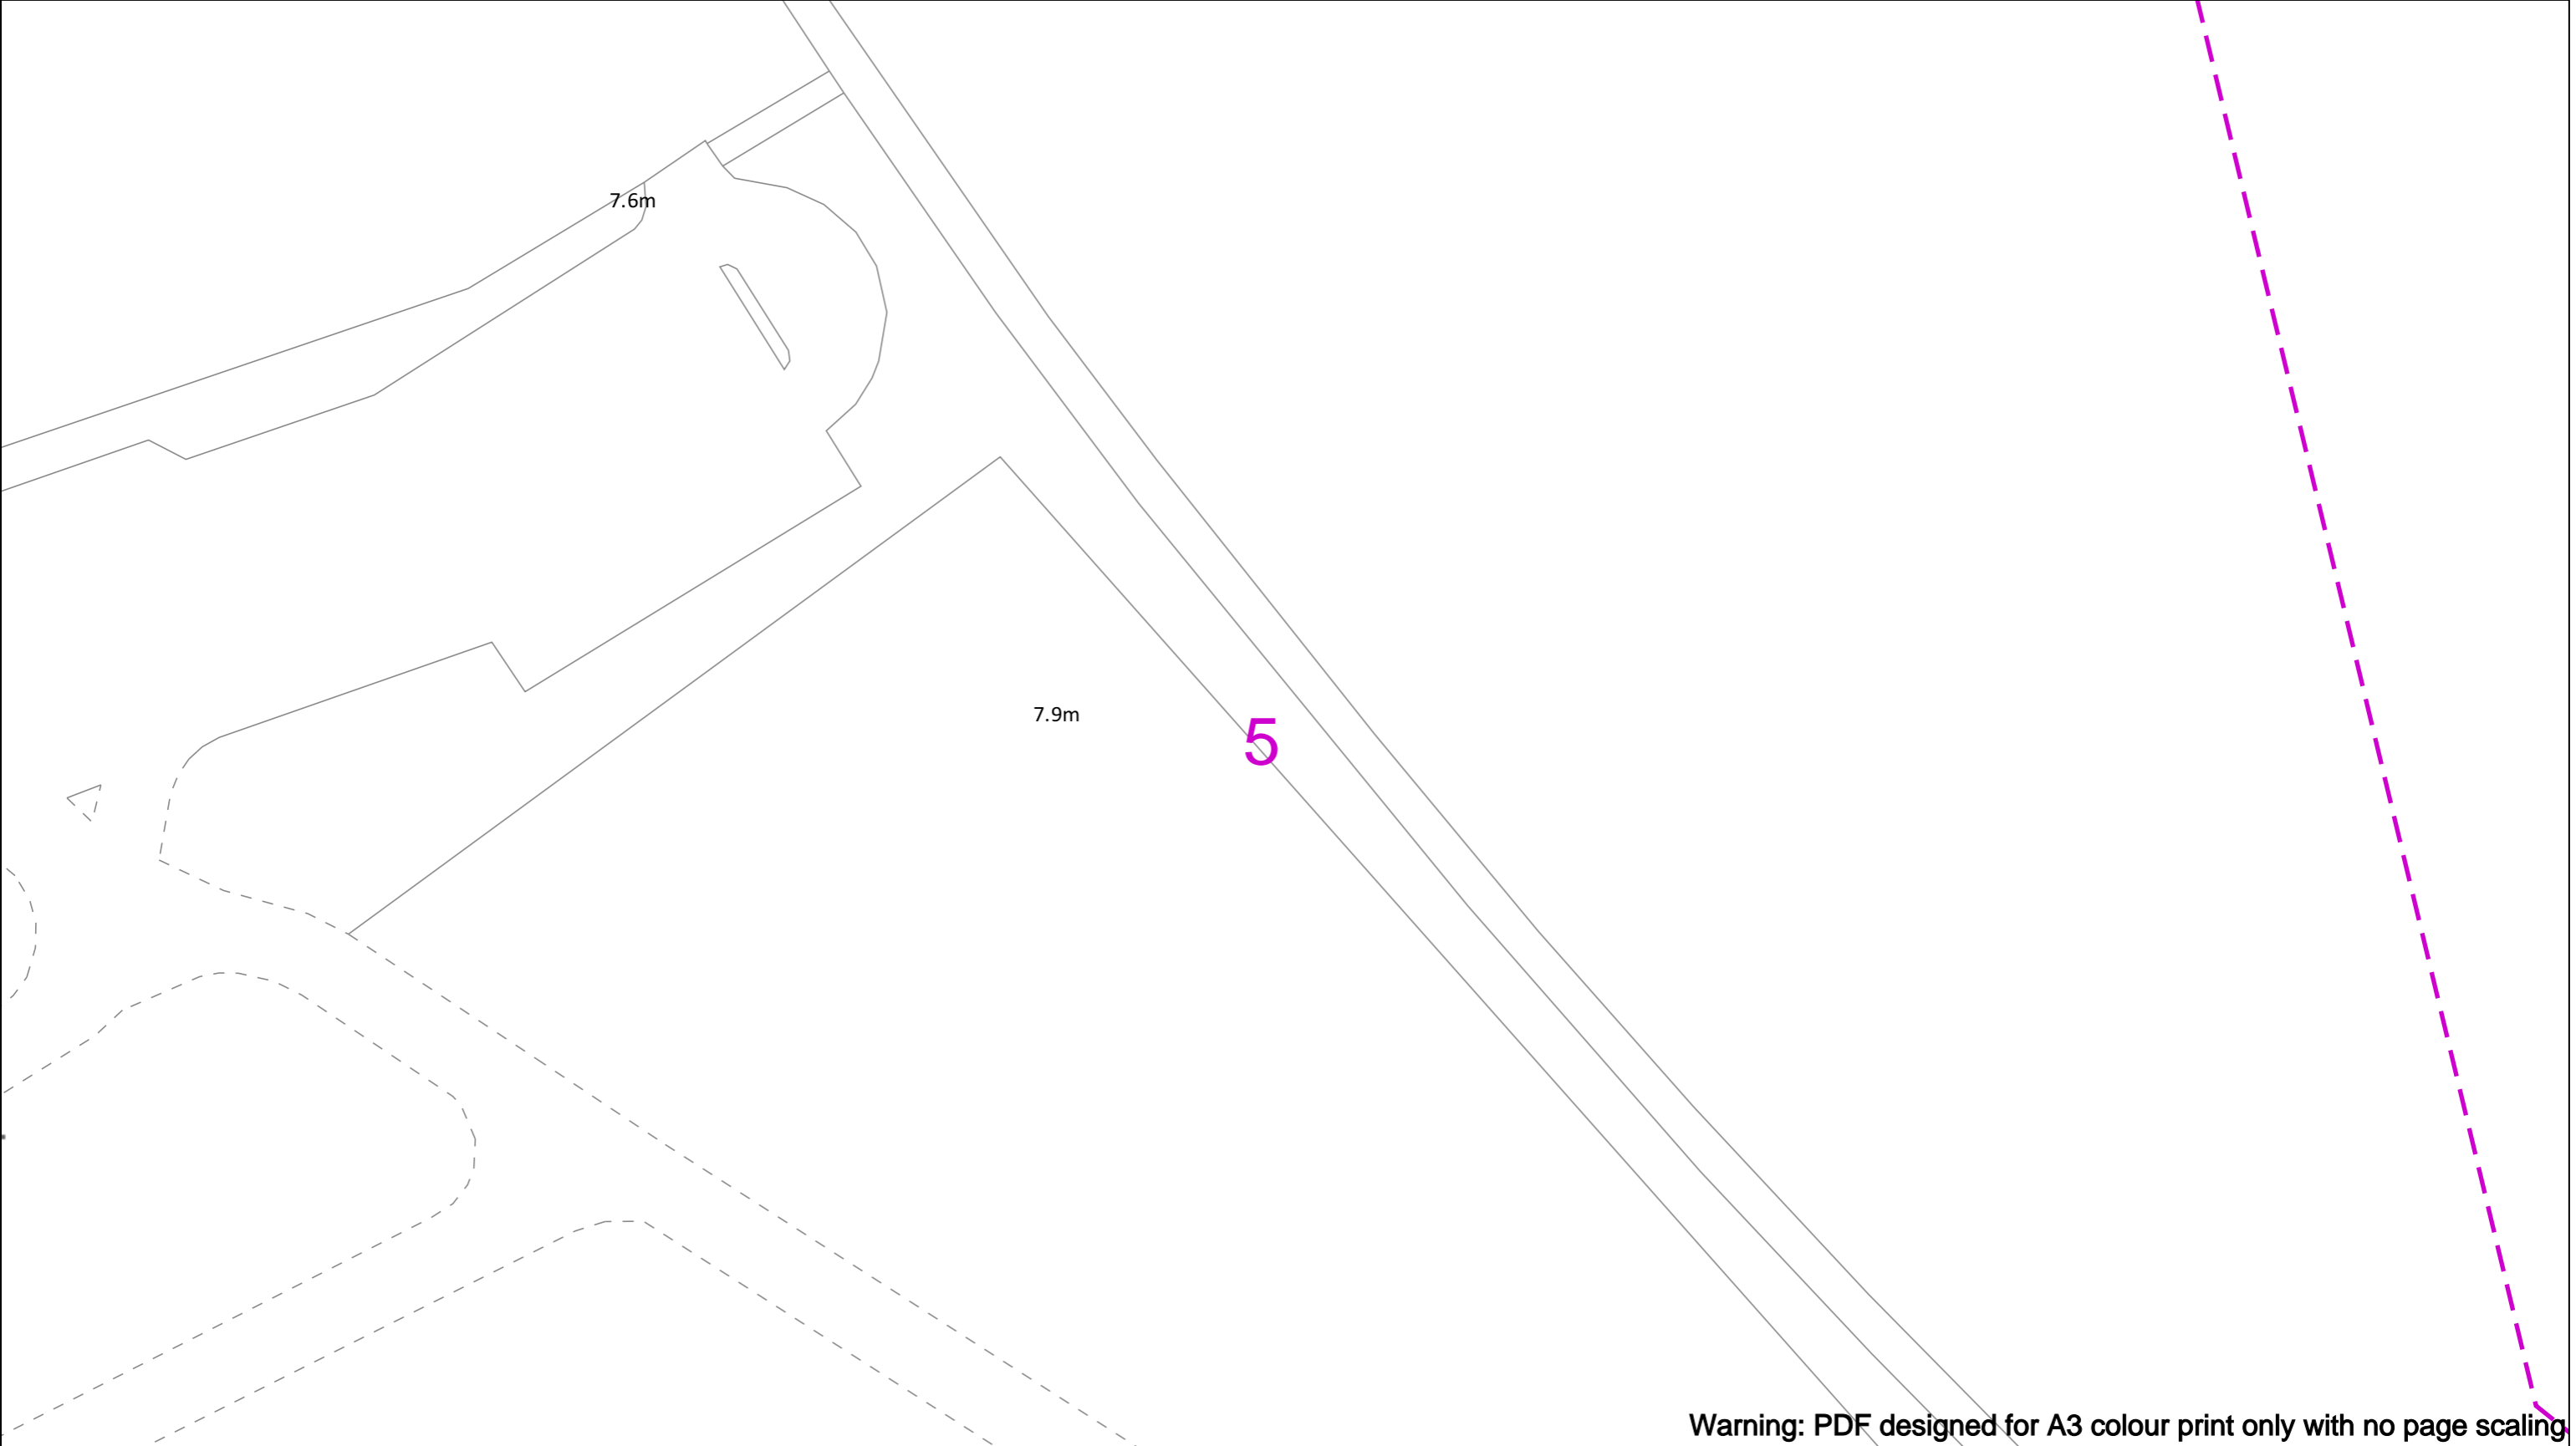 7.6m
7.9m
5
Warning: PDF designed for A3 colour print only with no page scaling